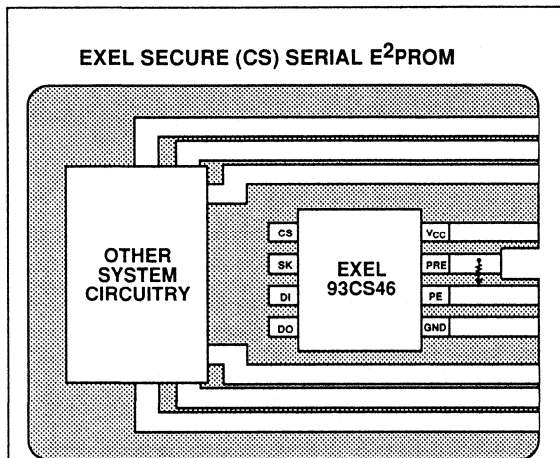 EXEL SECURE (CS) SERIAL E²PROM
OTHER
SYSTEM
CIRCUITRY
CS
SK
DI
DO
EXEL
93CS46
VCC
PRE
PE
GND